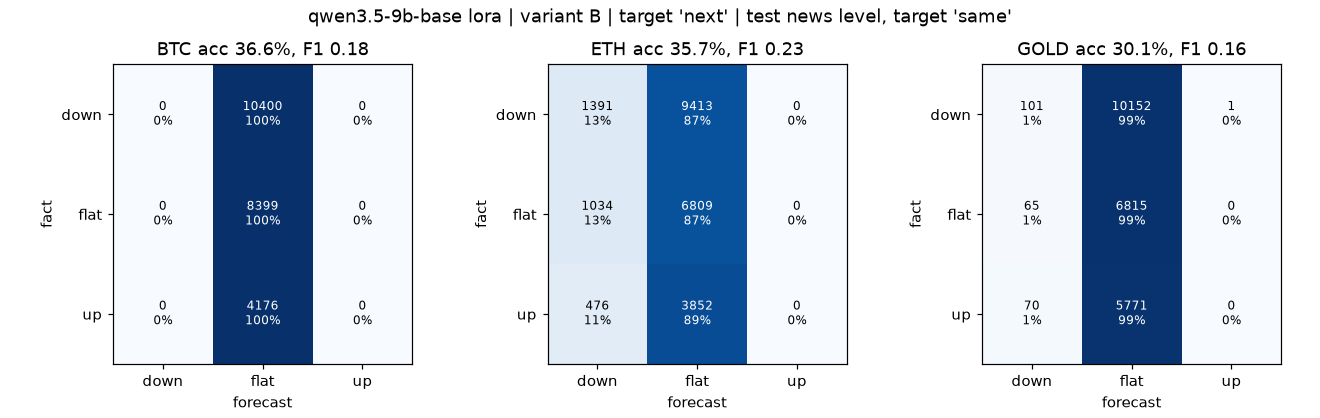 qwen3.5-9b-base lora | variant B | target 'next' | test news level, target 'same'
BTC acc 36.6%, F1 0.18
down
flat
up
fact
0
0%
10400
100%
0
0%
0
0%
8399
100%
0
0%
0
0%
4176
100%
0
0%
down
flat
up
forecast
ETH acc 35.7%, F1 0.23
down
flat
up
fact
1391
13%
9413
87%
0
0%
1034
13%
6809
87%
0
0%
476
11%
3852
89%
0
0%
down
flat
up
forecast
GOLD acc 30.1%, F1 0.16
down
flat
up
fact
101
1%
10152
99%
1
0%
65
1%
6815
99%
0
0%
70
1%
5771
99%
0
0%
down
flat
up
forecast